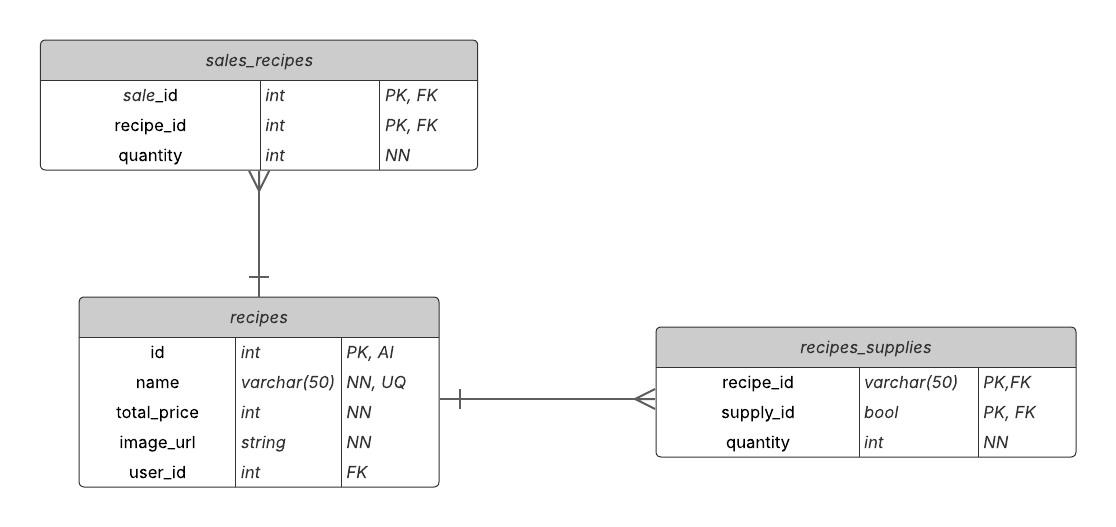 sales_recipes
sale_id int PK, FK
recipe_id int PK, FK
quantity int NN
recipes
id int PK, AI
name varchar(50) NN, UQ
total_price int NN
image_url string NN
user_id int FK
recipes_supplies
recipe_id varchar(50) PK,FK
supply_id bool PK, FK
quantity int NN